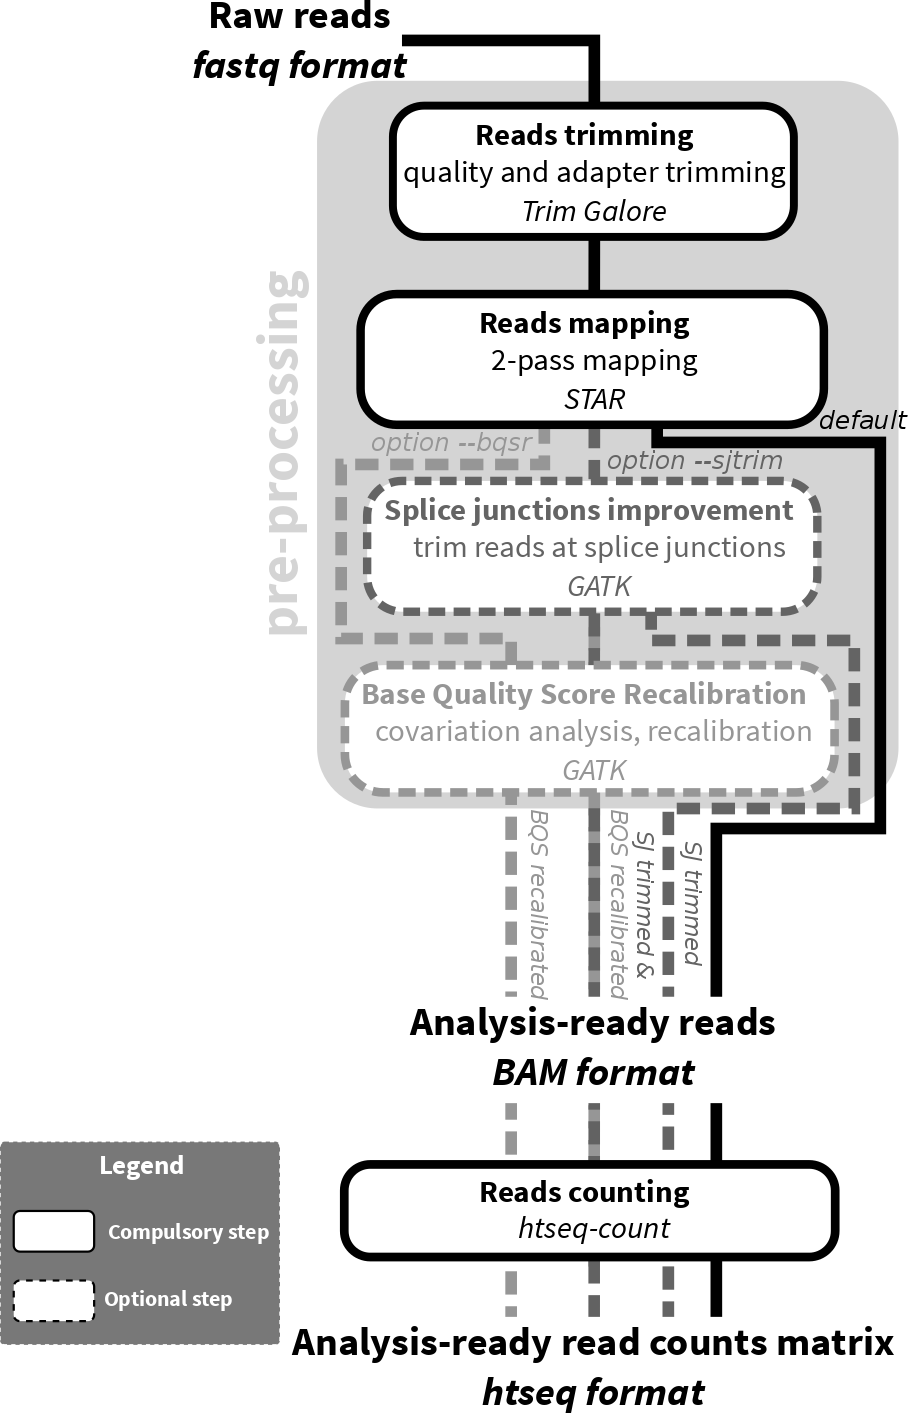 Raw reads
fastq format
pre-processing
Reads trimming
quality and adapter trimming
Trim Galore
Reads mapping
2-pass mapping
STAR
default
option --bqsr
option --sjtrim
Splice junctions improvement
trim reads at splice junctions
GATK
Base Quality Score Recalibration
covariation analysis, recalibration
GATK
BQS recalibrated
SJ trimmed &
BQS recalibrated
SJ trimmed
Analysis-ready reads
BAM format
Legend
Compulsory step
Optional step
Reads counting
htseq-count
Analysis-ready read counts matrix
htseq format